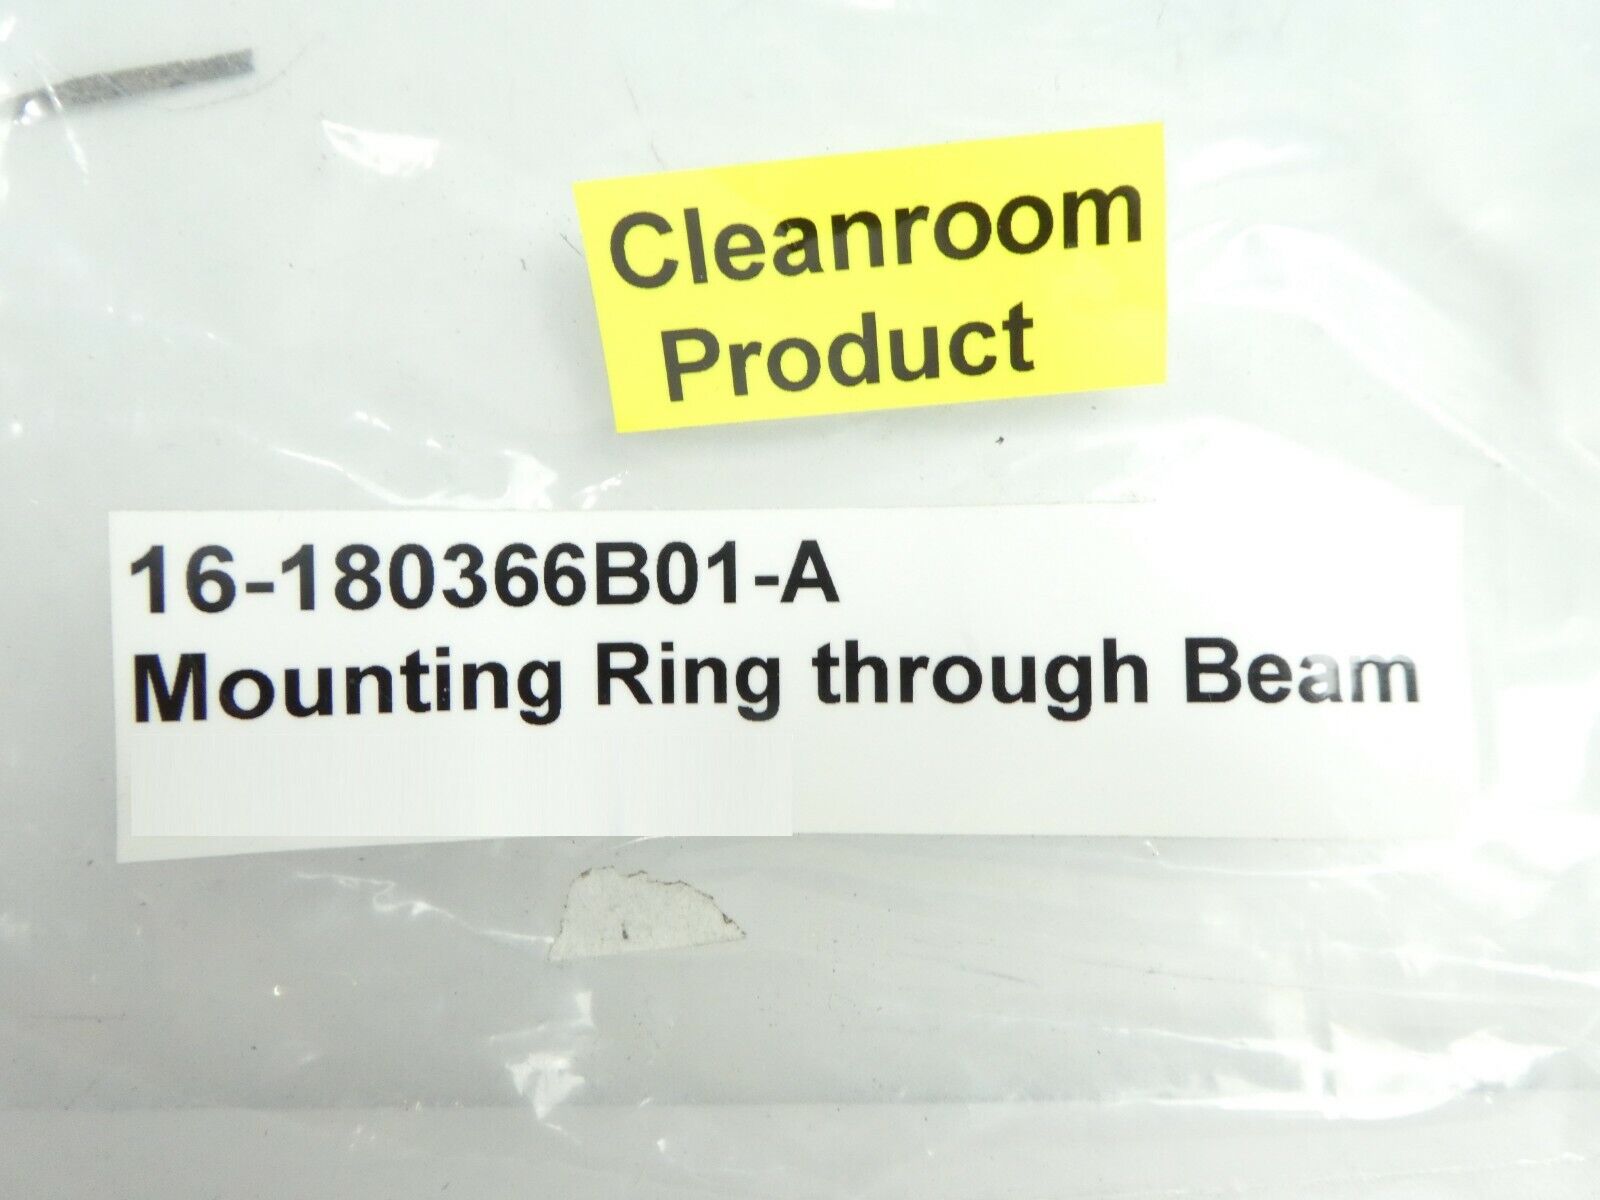 Cleanroom
Product
16-180366B01-A
Mounting Ring through Beam